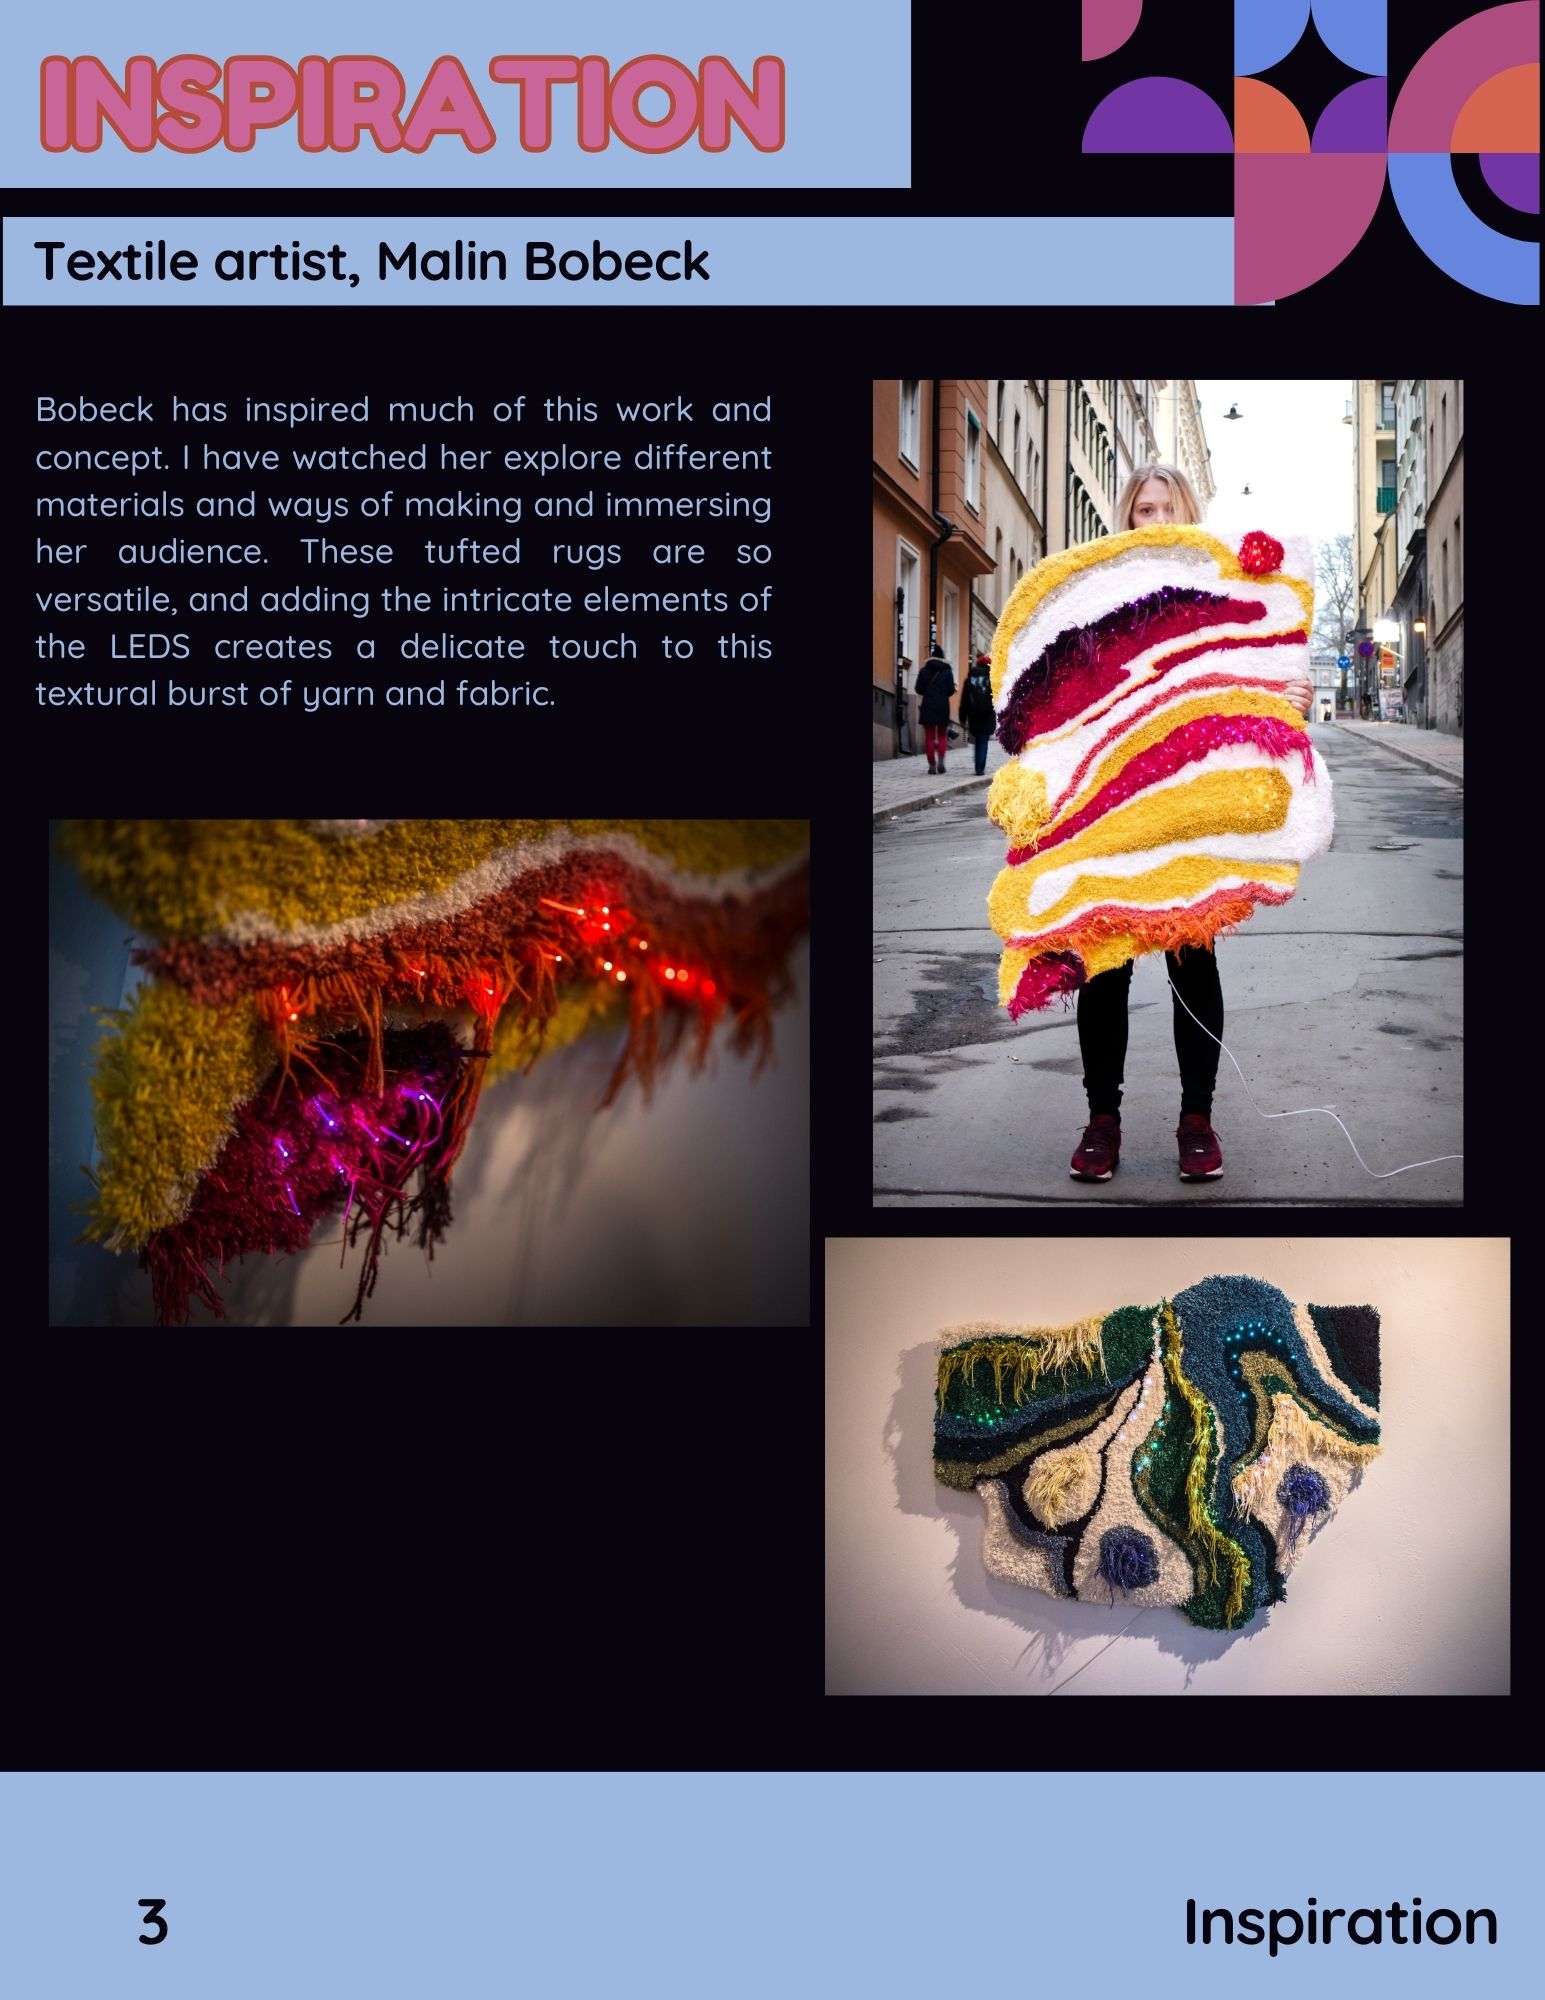 INSPIRATION
Textile artist, Malin Bobeck
Bobeck has inspired much of this work and
concept. I have watched her explore different
materials and ways of making and immersing
her audience. These tufted rugs are so
versatile, and adding the intricate elements of
the LEDS creates a delicate touch to this
textural burst of yarn and fabric.
3
Inspiration